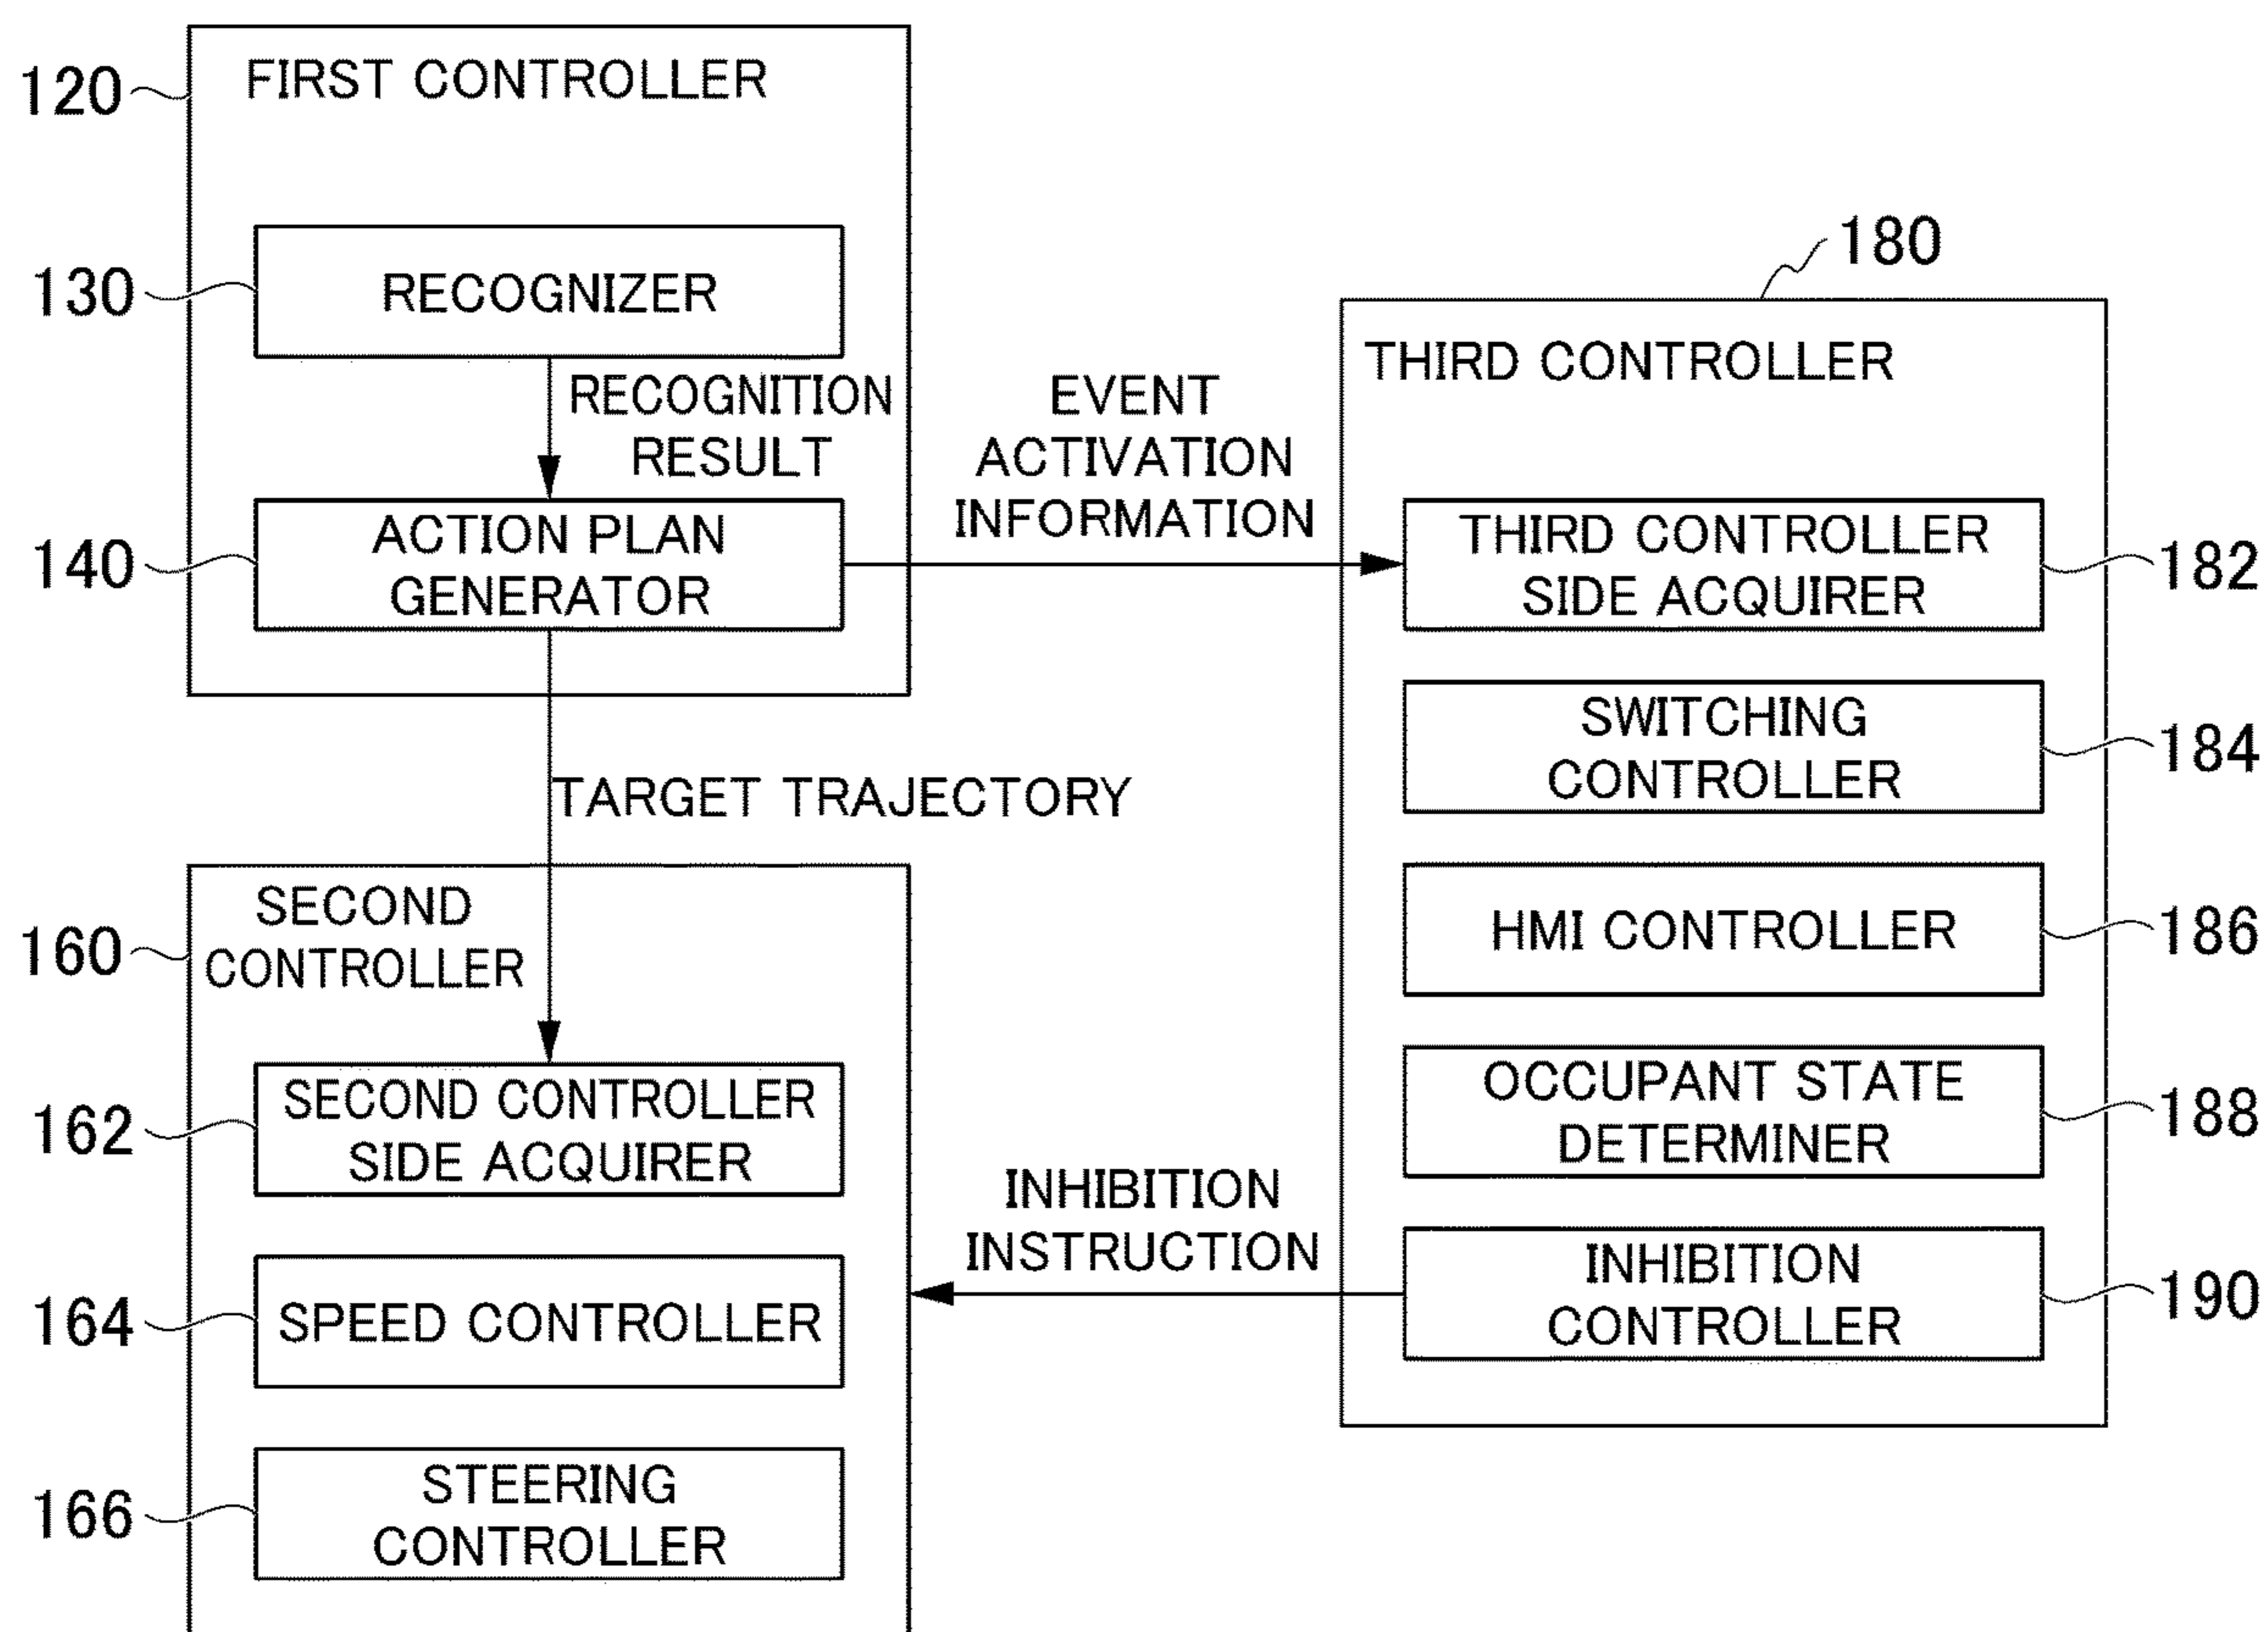 120
FIRST CONTROLLER
130
RECOGNIZER
RECOGNITION
RESULT
140
ACTION PLAN
GENERATOR
EVENT
ACTIVATION
INFORMATION
TARGET TRAJECTORY
160
SECOND
CONTROLLER
162
SECOND CONTROLLER
SIDE ACQUIRER
164
SPEED CONTROLLER
166
STEERING
CONTROLLER
INHIBITION
INSTRUCTION
180
THIRD CONTROLLER
THIRD CONTROLLER
SIDE ACQUIRER
182
SWITCHING
CONTROLLER
184
HMI CONTROLLER
186
OCCUPANT STATE
DETERMINER
188
INHIBITION
CONTROLLER
190